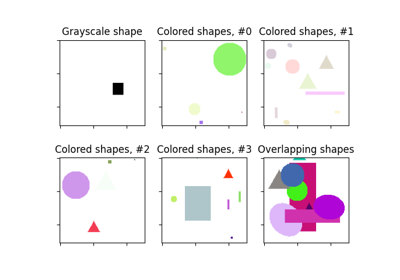 Grayscale shape
Colored shapes, #0
Colored shapes, #1
Colored shapes, #2
Colored shapes, #3
Overlapping shapes